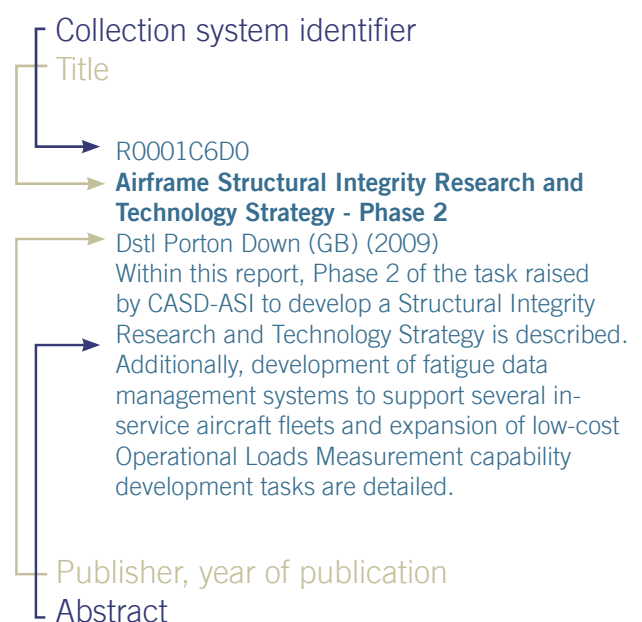 Collection system identifier
Title
R0001C6D0
Airframe Structural Integrity Research and
Technology Strategy - Phase 2
Dstl Porton Down (GB) (2009)
Within this report, Phase 2 of the task raised
by CASD-ASI to develop a Structural Integrity
Research and Technology Strategy is described.
Additionally, development of fatigue data
management systems to support several in-
service aircraft fleets and expansion of low-cost
Operational Loads Measurement capability
development tasks are detailed.
Publisher, year of publication
Abstract